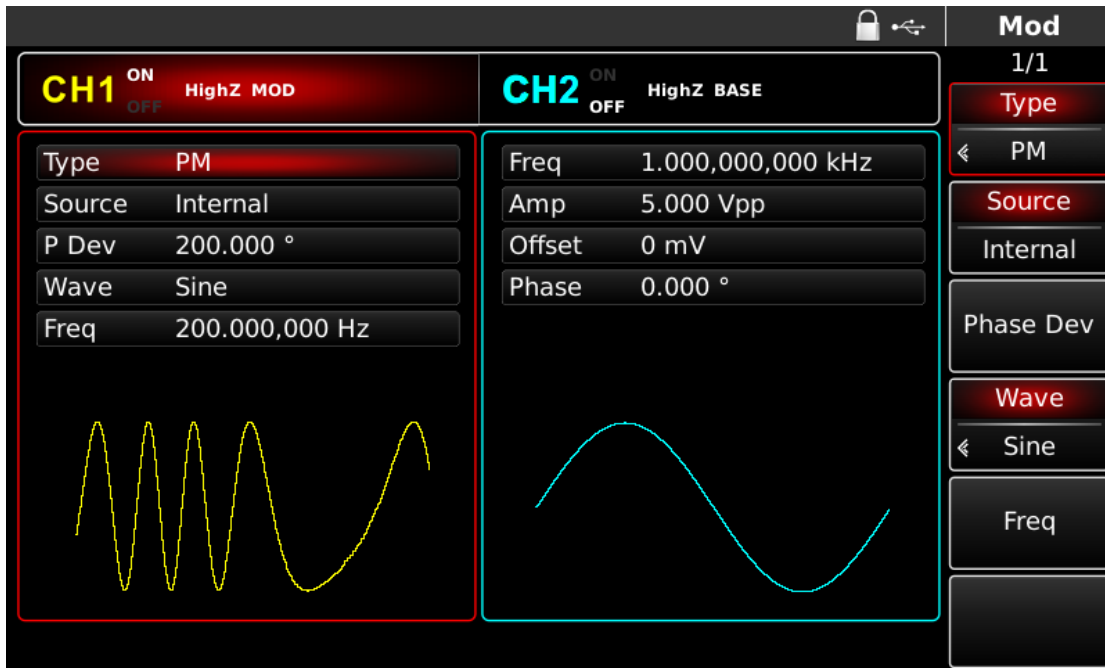 Mod
1/1
CH1 ON OFF HighZ MOD
CH2 ON OFF HighZ BASE
Type PM
Source Internal
P Dev 200.000 °
Wave Sine
Freq 200.000,000 Hz
Freq 1.000,000,000 kHz
Amp 5.000 Vpp
Offset 0 mV
Phase 0.000 °
Type
PM
Source
Internal
Phase Dev
Wave
Sine
Freq